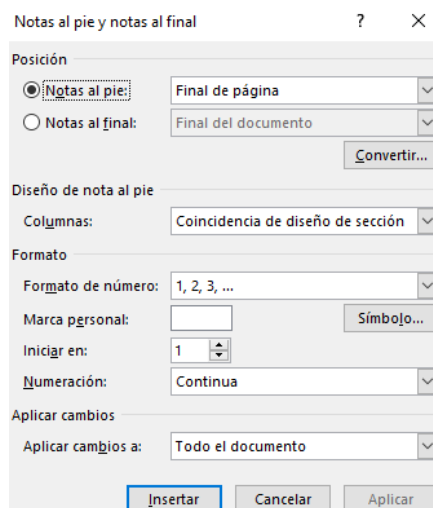 Notas al pie y notas al final ? ×
Posición
Notas al pie: Final de página
Notas al final: Final del documento
Convertir...
Diseño de nota al pie
Columnas: Coincidencia de diseño de sección
Formato
Formato de número: 1, 2, 3, ...
Marca personal: Símbolo...
Iniciar en: 1
Numeración: Continua
Aplicar cambios
Aplicar cambios a: Todo el documento
Insertar Cancelar Aplicar